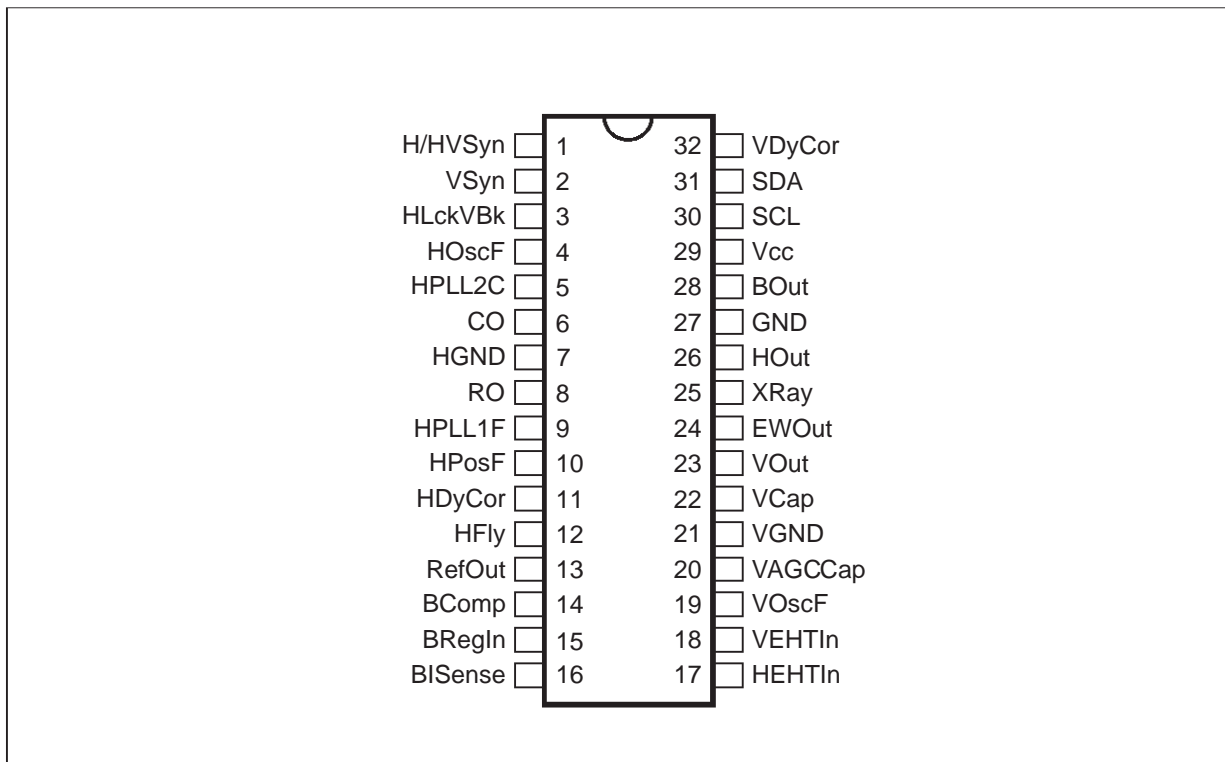 H/HVSyn 1 32 VDyCor
VSyn 2 31 SDA
HLckVBk 3 30 SCL
HOscF 4 29 Vcc
HPLL2C 5 28 BOut
CO 6 27 GND
HGND 7 26 HOut
RO 8 25 XRay
HPLL1F 9 24 EWOut
HPosF 10 23 VOut
HDyCor 11 22 VCap
HFly 12 21 VGND
RefOut 13 20 VAGCCap
BComp 14 19 VOscF
BRegIn 15 18 VEHTIn
BISense 16 17 HEHTIn